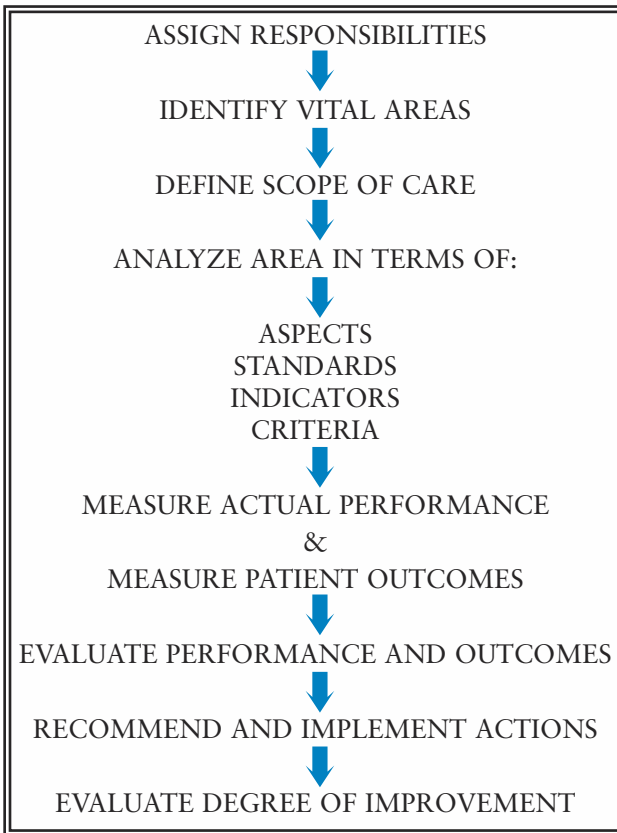 ASSIGN RESPONSIBILITIES
IDENTIFY VITAL AREAS
DEFINE SCOPE OF CARE
ANALYZE AREA IN TERMS OF:
ASPECTS
STANDARDS
INDICATORS
CRITERIA
MEASURE ACTUAL PERFORMANCE
&
MEASURE PATIENT OUTCOMES
EVALUATE PERFORMANCE AND OUTCOMES
RECOMMEND AND IMPLEMENT ACTIONS
EVALUATE DEGREE OF IMPROVEMENT